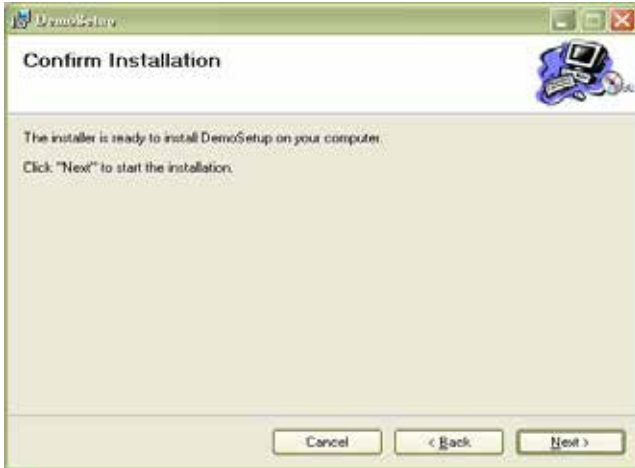 DemoSetup
Confirm Installation
The installer is ready to install DemoSetup on your computer.
Click "Next" to start the installation.
Cancel
< Back
Next >